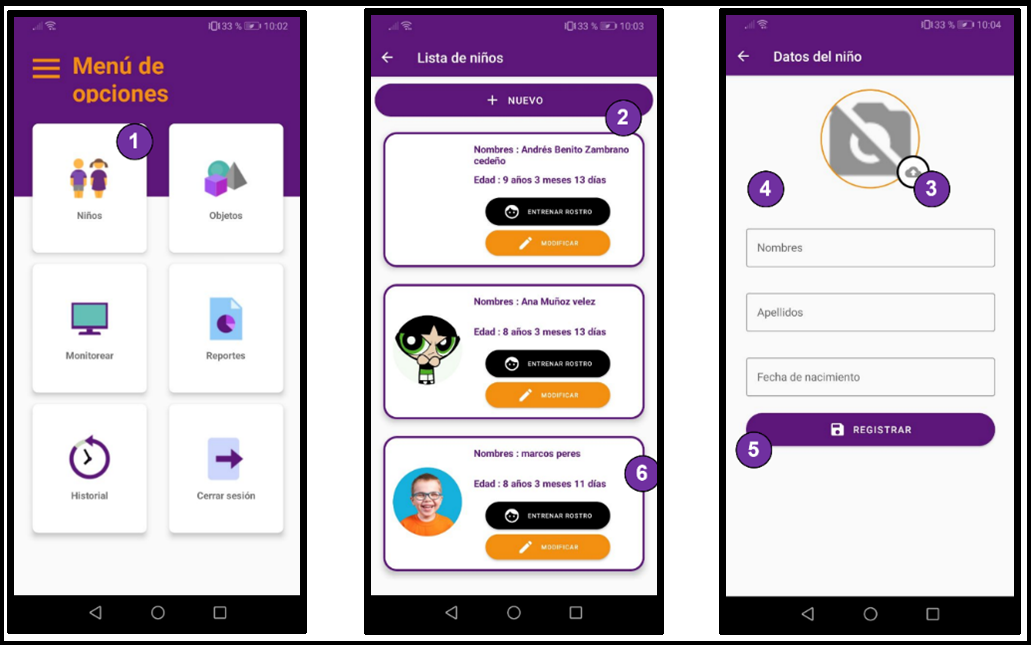 33 % 10:02
Menú de
opciones
1
Niños
Objetos
Monitorear
Reportes
Historial
Cerrar sesión
33 % 10:03
Lista de niños
+ NUEVO
2
Nombres : Andrés Benito Zambrano
cedeño
Edad : 9 años 3 meses 13 días
ENTRENAR ROSTRO
MODIFICAR
Nombres : Ana Muñoz velez
Edad : 8 años 3 meses 13 días
ENTRENAR ROSTRO
MODIFICAR
Nombres : marcos peres
6
Edad : 8 años 3 meses 11 días
ENTRENAR ROSTRO
MODIFICAR
33 % 10:04
Datos del niño
3
4
Nombres
Apellidos
Fecha de nacimiento
REGISTRAR
5